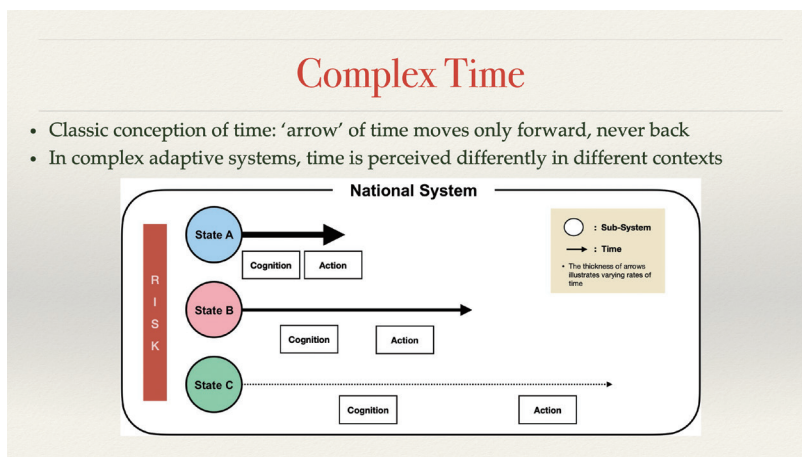 Complex Time
• Classic conception of time: ‘arrow’ of time moves only forward, never back
• In complex adaptive systems, time is perceived differently in different contexts
National System
RISK
State A
Cognition
Action
State B
Cognition
Action
State C
Cognition
Action
: Sub-System
: Time
• The thickness of arrows
illustrates varying rates of
time